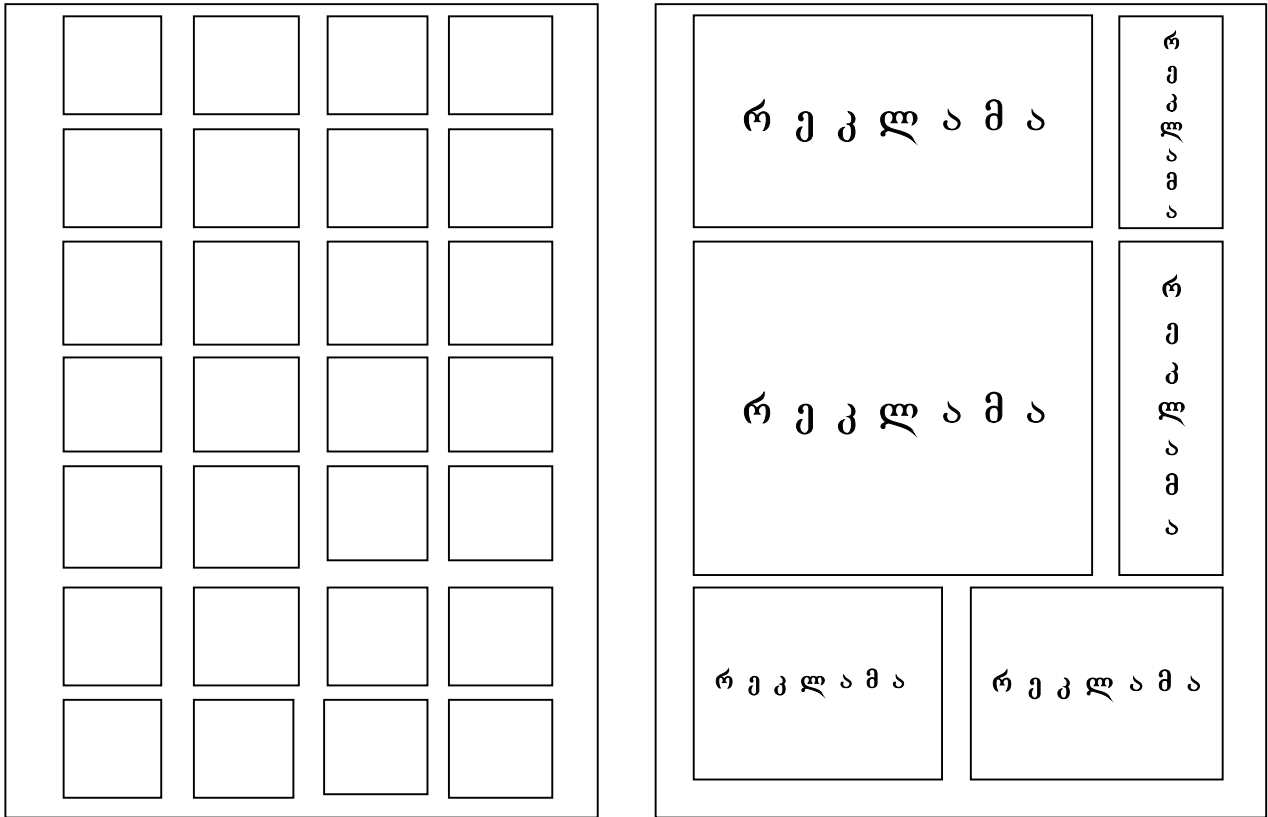 რ ე კ ლ ა მ ა
რ ე კ ლ ა მ ა
რ ე კ ლ ა მ ა
რ ე კ ლ ა მ ა
რ ე კ ლ ა მ ა
რ ე კ ლ ა მ ა